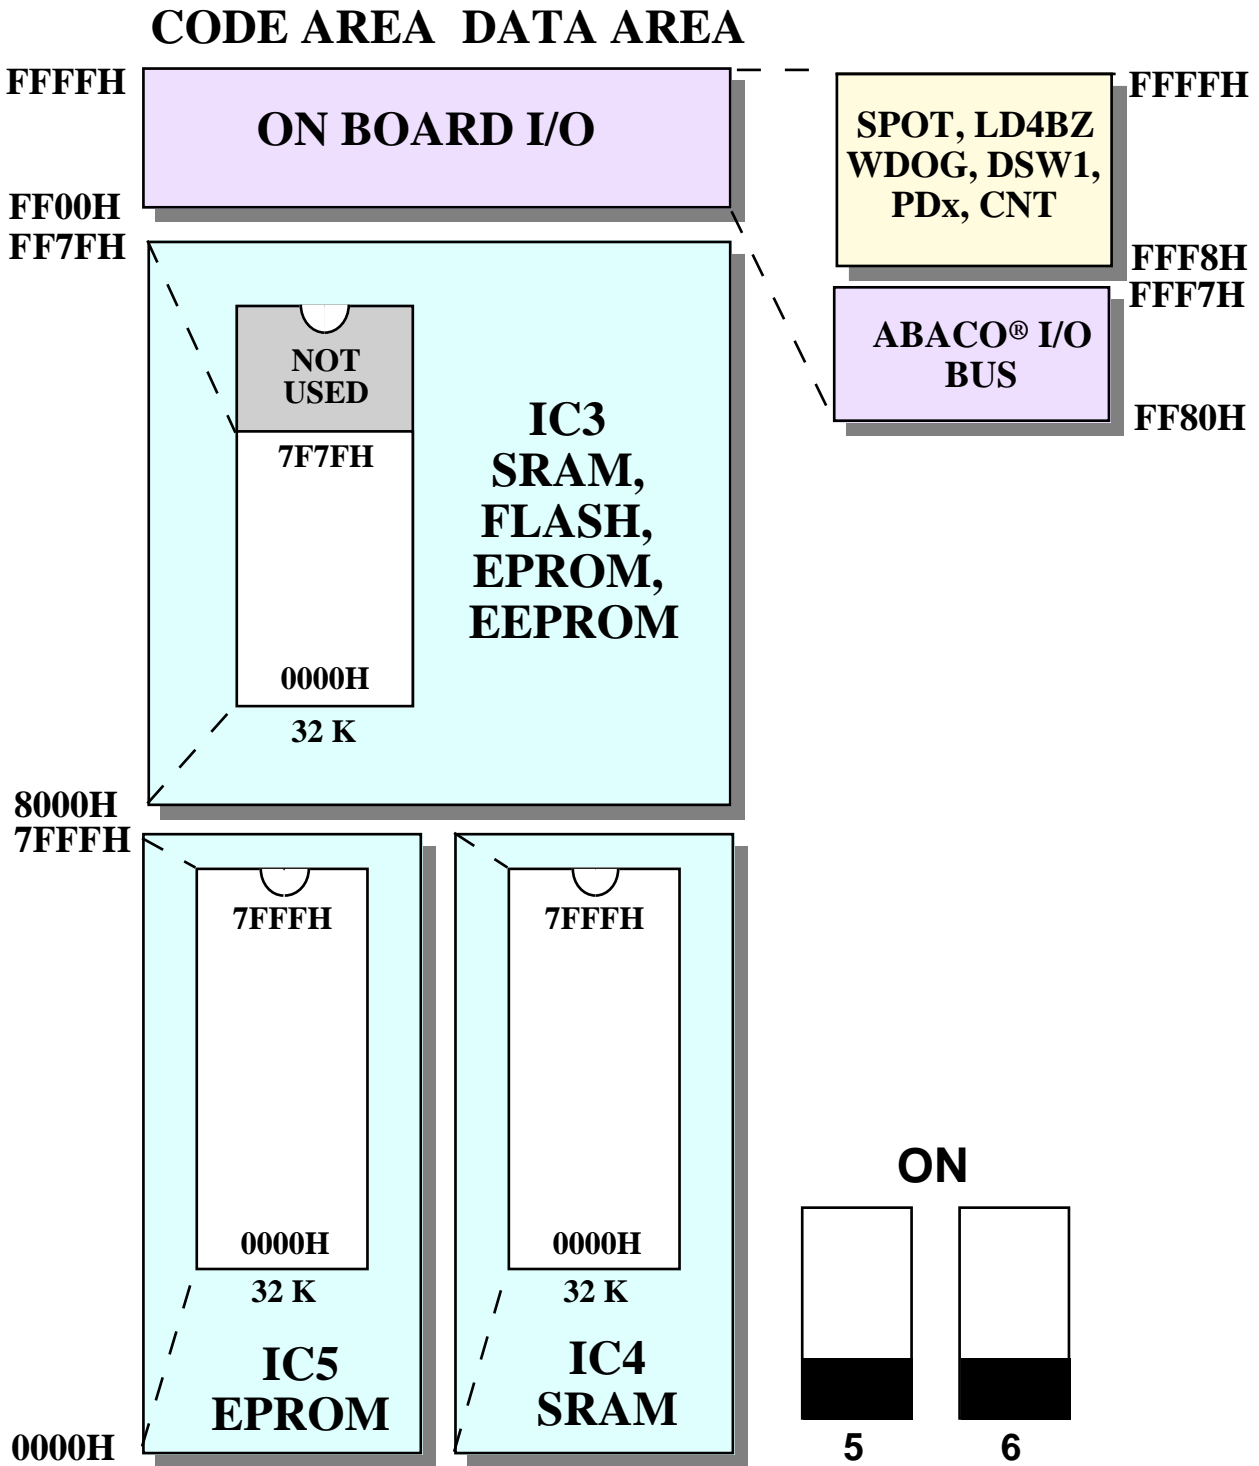 CODE AREA DATA AREA
FFFFH
ON BOARD I/O
FF00H
FFFFH
SPOT, LD4BZ
WDOG, DSW1,
PDx, CNT
FFF8H
FFF7H
ABACO® I/O
BUS
FF80H
FF7FH
NOT
USED
7F7FH
0000H
32 K
IC3
SRAM,
FLASH,
EPROM,
EEPROM
8000H
7FFFH
7FFFH
0000H
32 K
IC5
EPROM
0000H
7FFFH
0000H
32 K
IC4
SRAM
ON
5 6